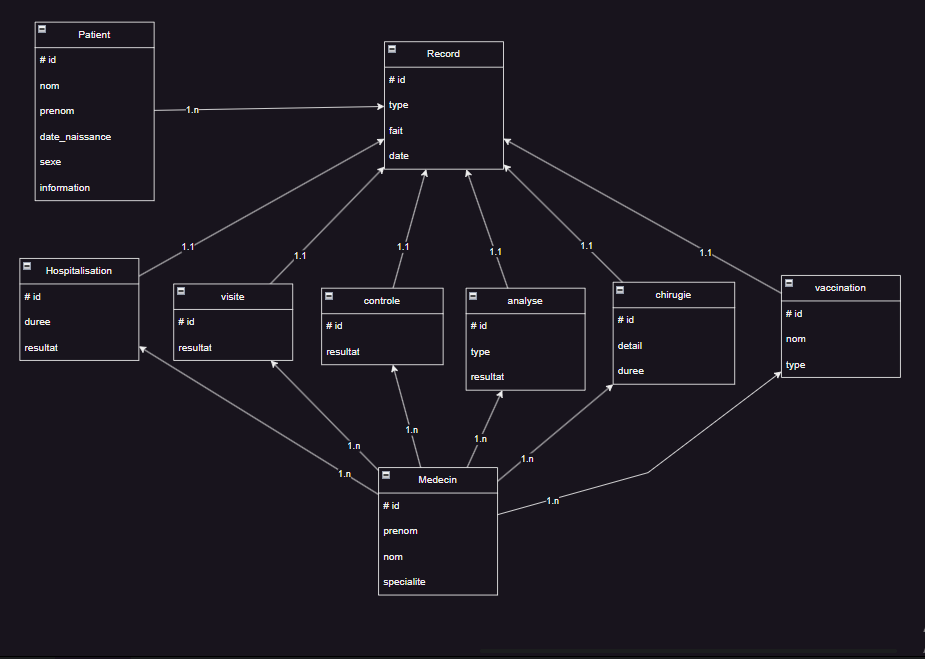 Patient
# id
nom
prenom
date_naissance
sexe
information
1.n
Record
# id
type
fait
date
1.1
1.1
1.1
1.1
1.1
1.1
Hospitalisation
# id
duree
resultat
visite
# id
resultat
controle
# id
resultat
analyse
# id
type
resultat
chirugie
# id
detail
duree
vaccination
# id
nom
type
1.n
1.n
1.n
1.n
1.n
1.n
Medecin
# id
prenom
nom
specialite